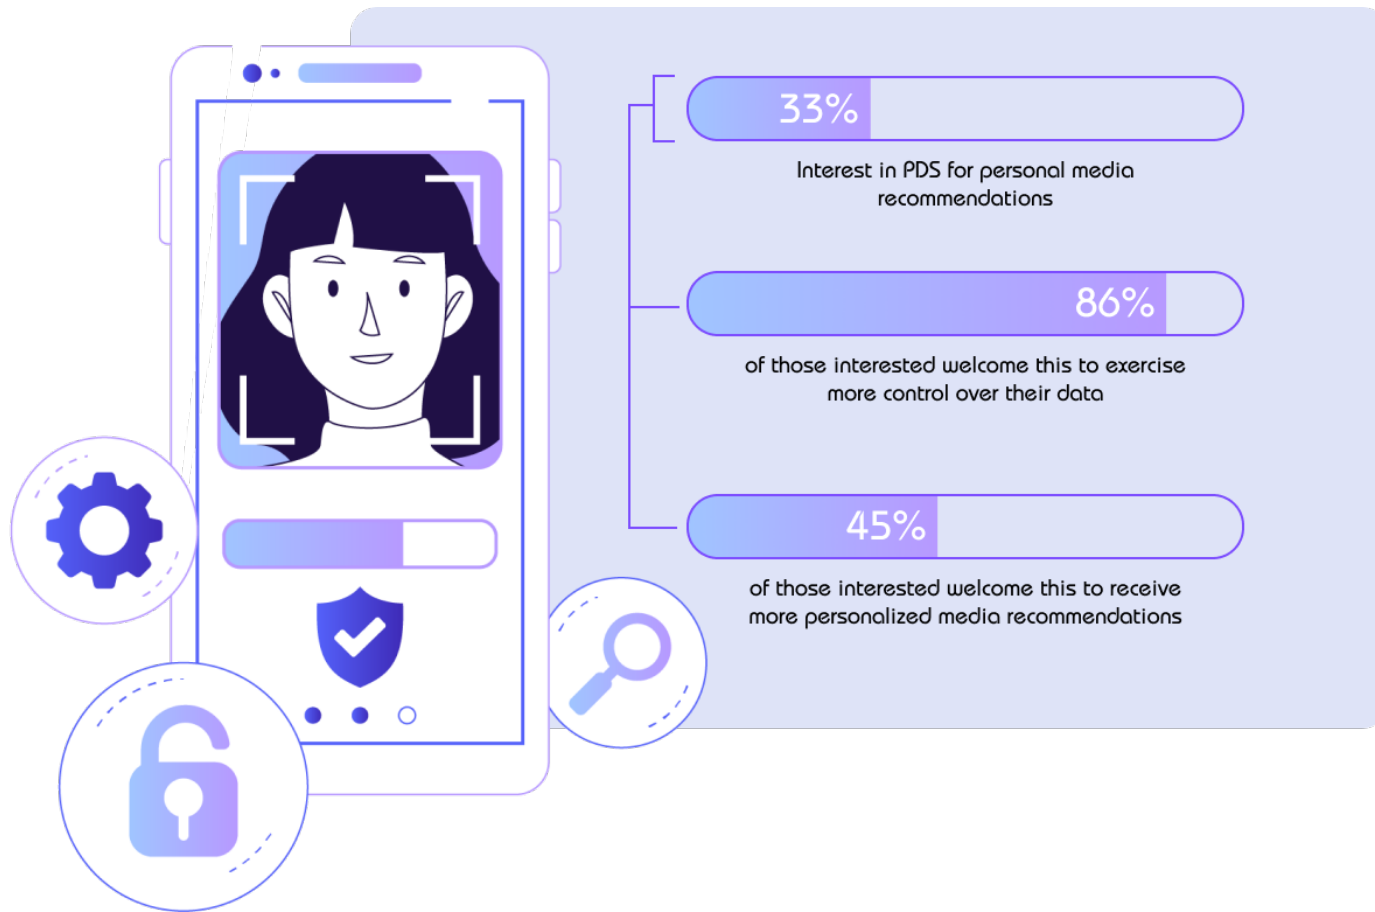 33%
Interest in PDS for personal media
recommendations
86%
of those interested welcome this to exercise
more control over their data
45%
of those interested welcome this to receive
more personalized media recommendations